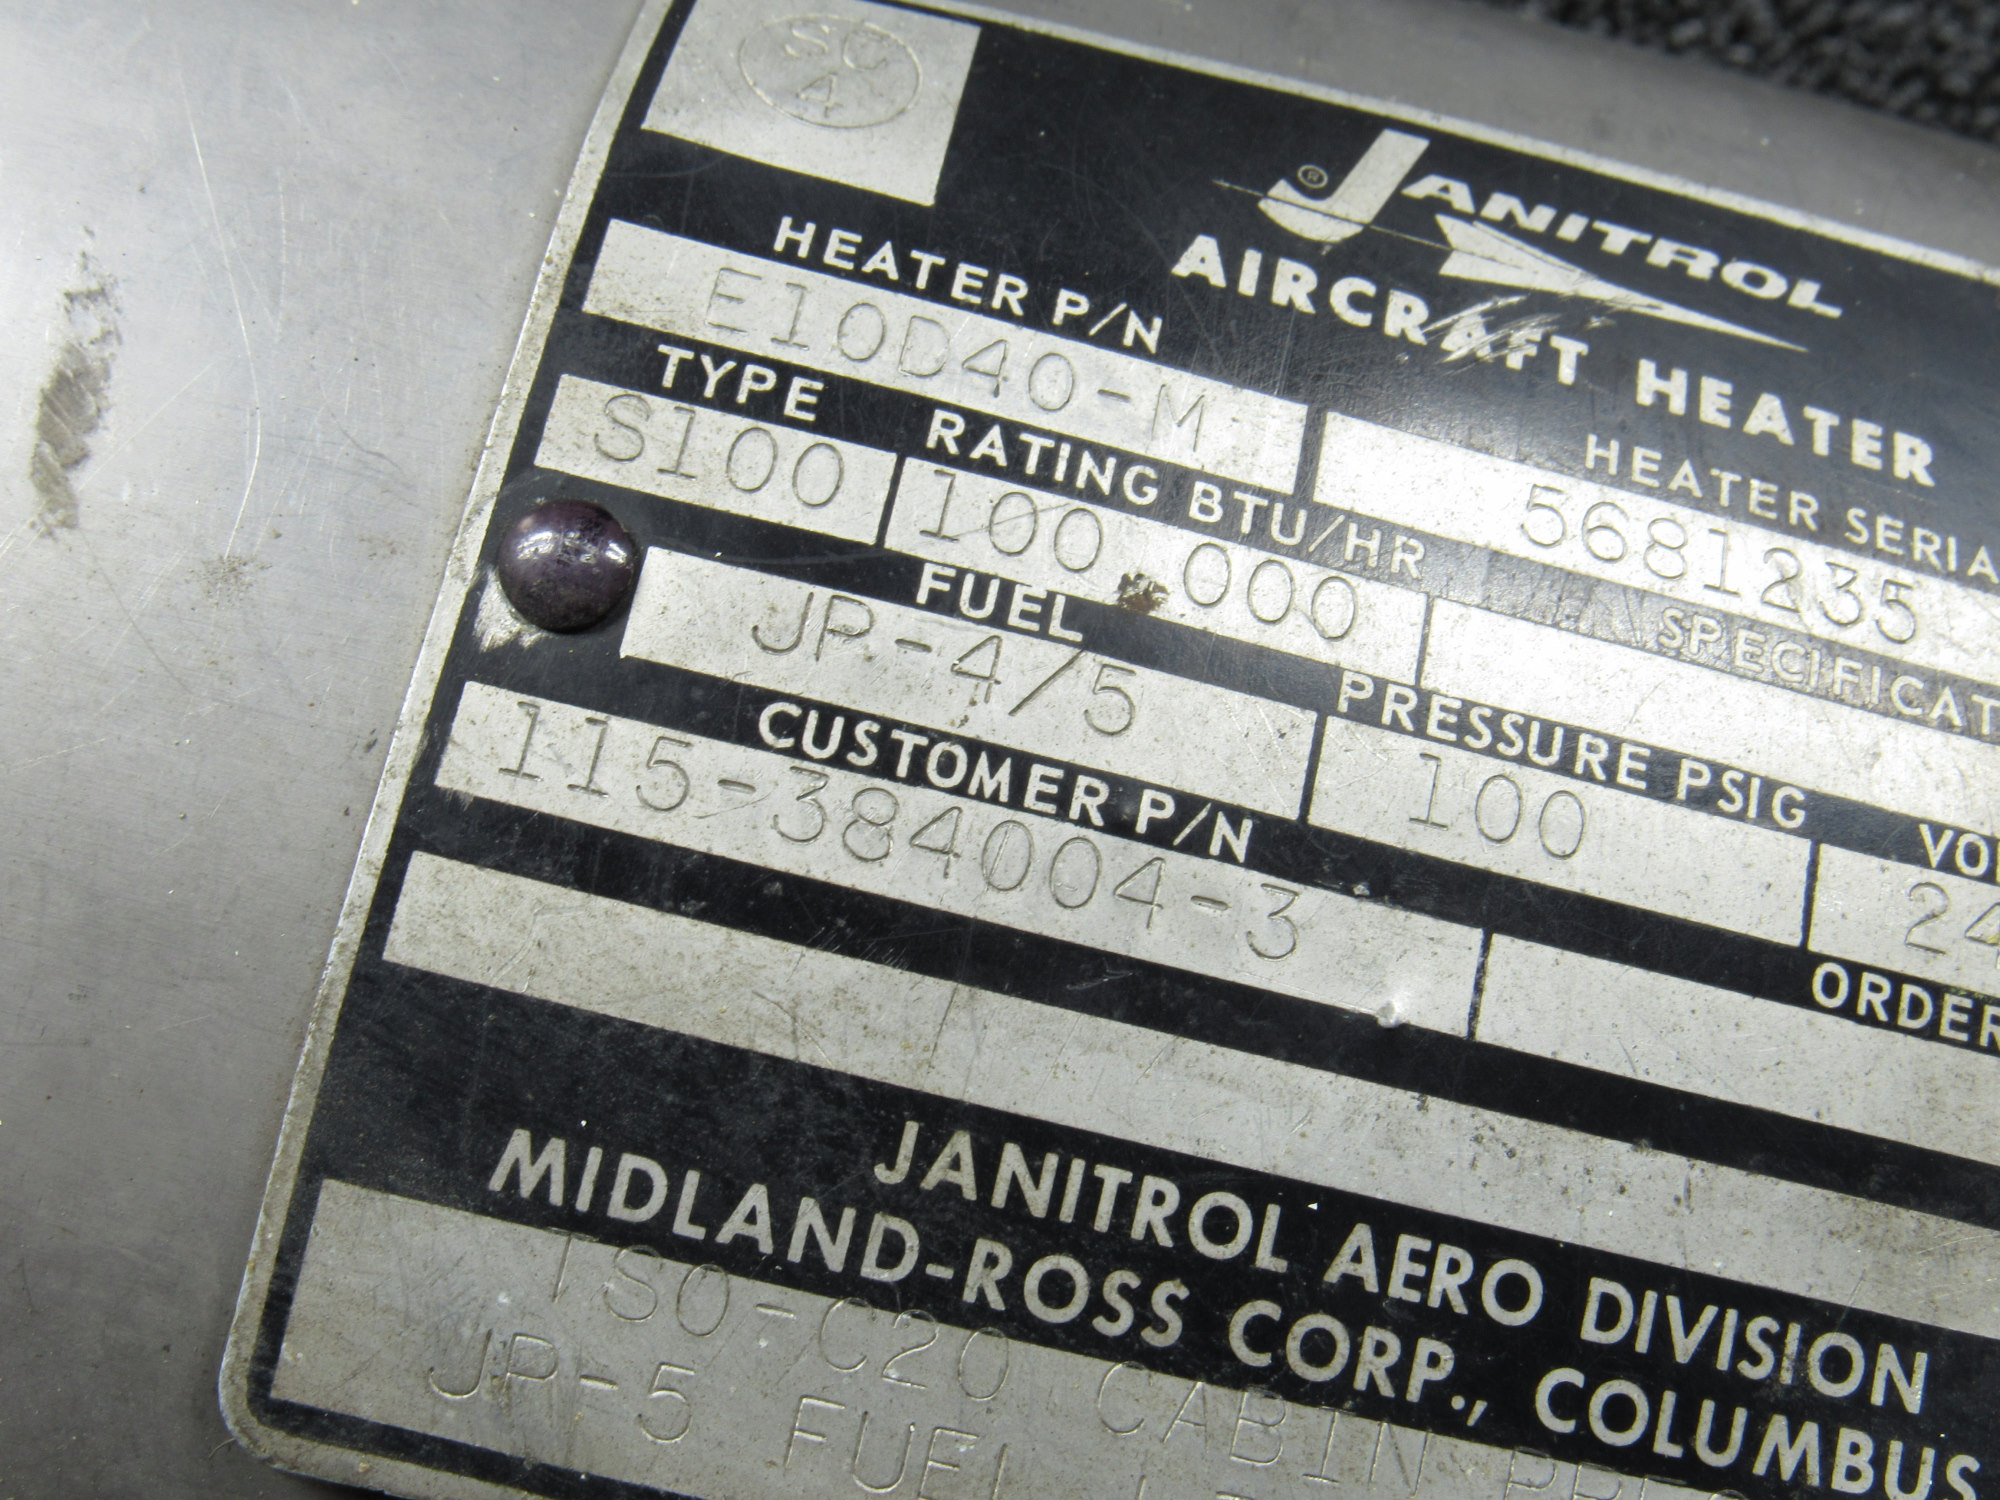 SC
4
® JANITROL
AIRCRAFT HEATER
HEATER P/N
E10D40-M
HEATER SERIA
5681235
TYPE
S100
RATING BTU/HR
100 000
SPECIFICAT
FUEL
JP-4/5
PRESSURE PSIG
100
VO
24
CUSTOMER P/N
115-384004-3
ORDER
JANITROL AERO DIVISION
MIDLAND-ROSS CORP., COLUMBUS
TSO-C20 CABIN
JP-5 FUEL